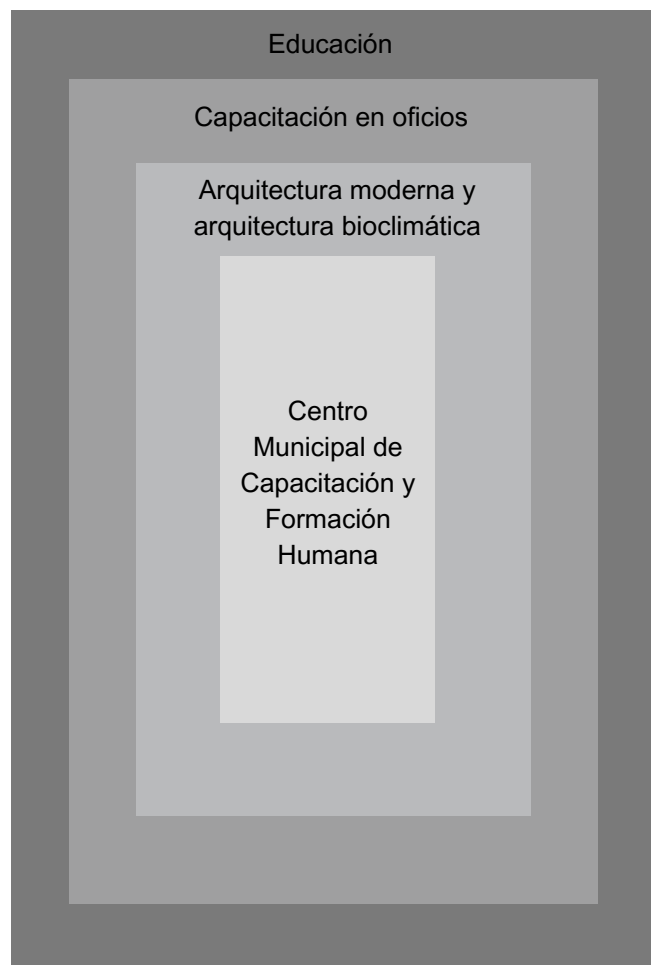 Educación
Capacitación en oficios
Arquitectura moderna y
arquitectura bioclimática
Centro
Municipal de
Capacitación y
Formación
Humana